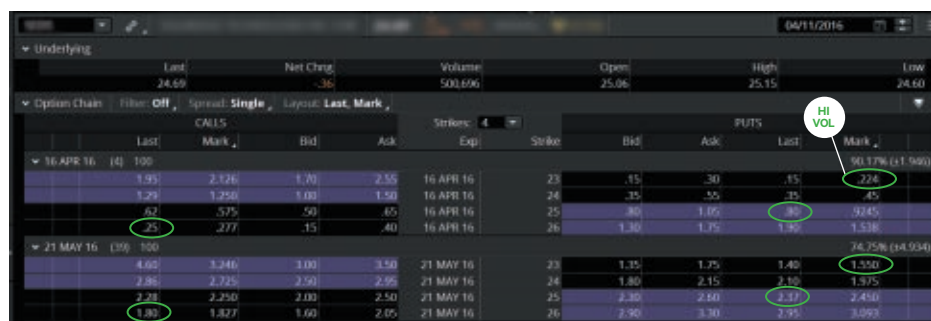 04/11/2016
Underlying
Last Net Chng Volume Open High Low
24.69 -.36 500,696 25.06 25.15 24.60
Option Chain Filter: Off Spread: Single Layout: Last, Mark
CALLS Strikes: 4 PUTS
HI
VOL
Last Mark Bid Ask Exp Strike Bid Ask Last Mark
16 APR 16 (4) 100 90.17% (±1.946)
1.95 2.126 1.70 2.55 16 APR 16 23 .15 .30 .15 .224
1.29 1.250 1.00 1.50 16 APR 16 24 .35 .55 .35 .45
.62 .575 .50 .65 16 APR 16 25 .80 1.05 .80 .9245
.25 .277 .15 .40 16 APR 16 26 1.30 1.75 1.90 1.538
21 MAY 16 (39) 100 74.75% (±4.934)
4.60 3.246 3.00 3.50 21 MAY 16 23 1.35 1.75 1.40 1.550
2.86 2.725 2.50 2.95 21 MAY 16 24 1.80 2.15 2.10 1.975
2.28 2.250 2.00 2.50 21 MAY 16 25 2.30 2.60 2.37 2.450
1.80 1.827 1.60 2.05 21 MAY 16 26 2.90 3.30 2.95 3.093